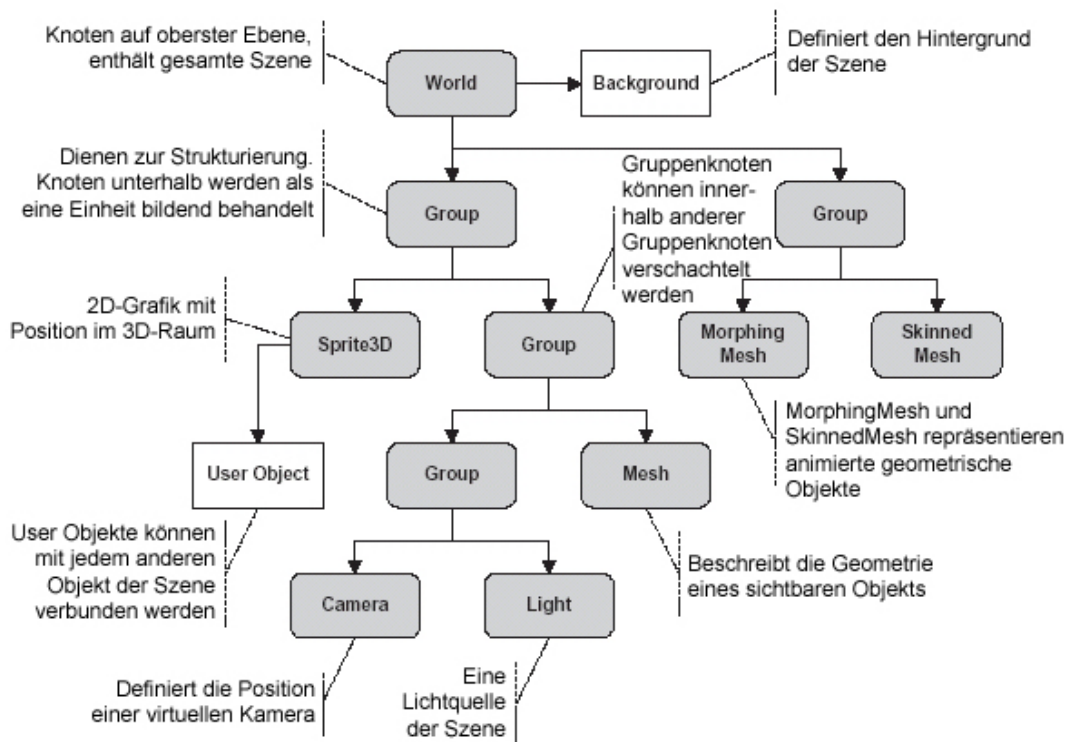 Knoten auf oberster Ebene,
enthält gesamte Szene
World
Background
Definiert den Hintergrund
der Szene
Dienen zur Strukturierung.
Knoten unterhalb werden als
eine Einheit bildend behandelt
Group
Gruppenknoten
können inner-
halb anderer
Gruppenknoten
verschachtelt
werden
Group
2D-Grafik mit
Position im 3D-Raum
Sprite3D
Group
Morphing
Mesh
Skinned
Mesh
User Object
Group
Mesh
MorphingMesh und
SkinnedMesh repräsentieren
animierte geometrische
Objekte
User Objekte können
mit jedem anderen
Objekt der Szene
verbunden werden
Camera
Light
Beschreibt die Geometrie
eines sichtbaren Objekts
Definiert die Position
einer virtuellen Kamera
Eine
Lichtquelle
der Szene